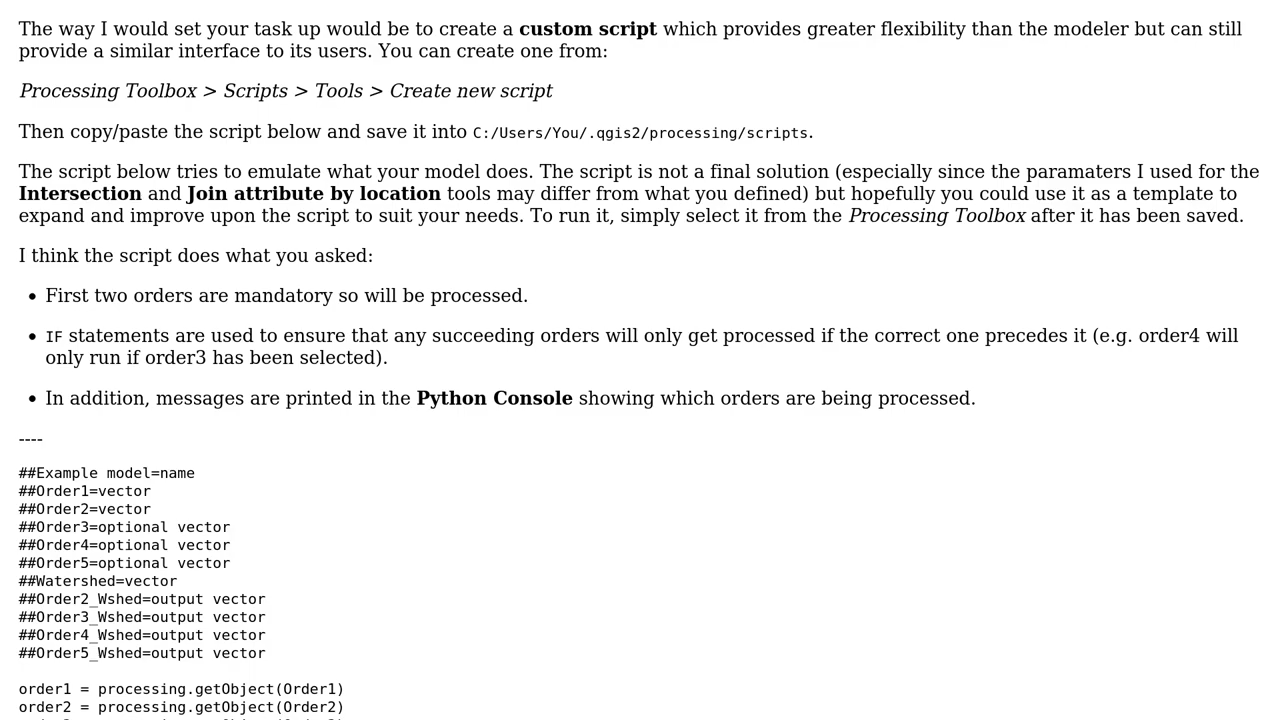 The way I would set your task up would be to create a custom script which provides greater flexibility than the modeler but can still
provide a similar interface to its users. You can create one from:
Processing Toolbox > Scripts > Tools > Create new script
Then copy/paste the script below and save it into C:/Users/You/.qgis2/processing/scripts.
The script below tries to emulate what your model does. The script is not a final solution (especially since the paramaters I used for the
Intersection and Join attribute by location tools may differ from what you defined) but hopefully you could use it as a template to
expand and improve upon the script to suit your needs. To run it, simply select it from the Processing Toolbox after it has been saved.
I think the script does what you asked:
• First two orders are mandatory so will be processed.
• IF statements are used to ensure that any succeeding orders will only get processed if the correct one precedes it (e.g. order4 will
only run if order3 has been selected).
• In addition, messages are printed in the Python Console showing which orders are being processed.
----
##Example model=name
##Order1=vector
##Order2=vector
##Order3=optional vector
##Order4=optional vector
##Order5=optional vector
##Watershed=vector
##Order2_Wshed=output vector
##Order3_Wshed=output vector
##Order4_Wshed=output vector
##Order5_Wshed=output vector
order1 = processing.getObject(Order1)
order2 = processing.getObject(Order2)